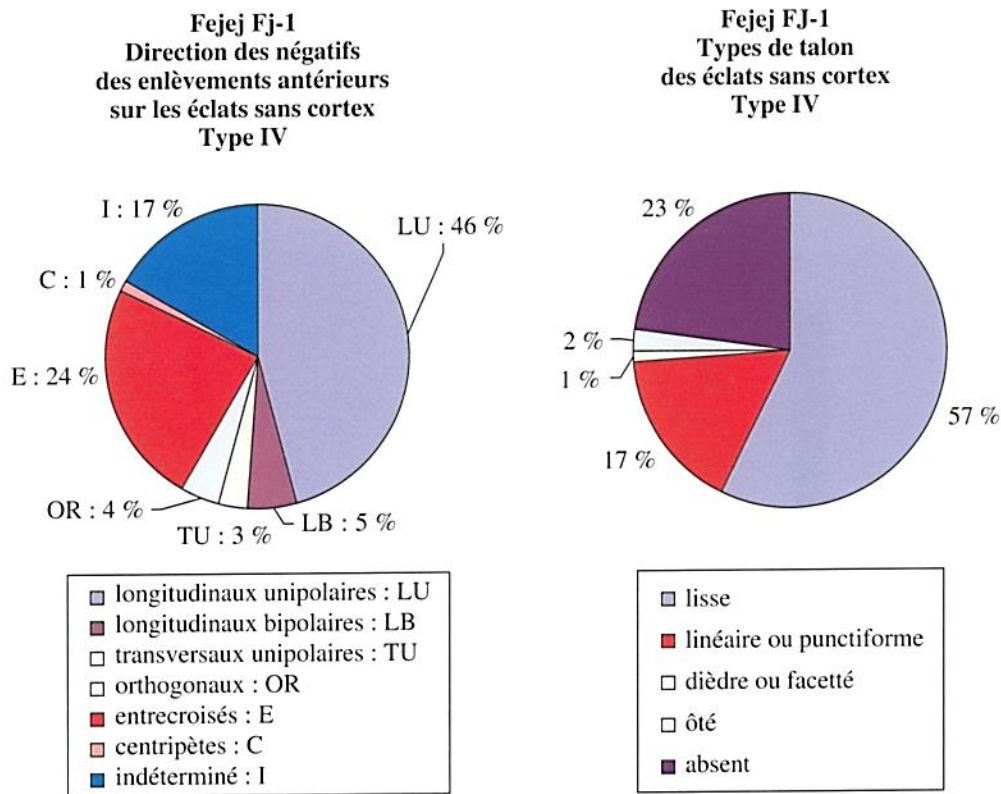 Fejej Fj-1
Direction des négatifs
des enlèvements antérieurs
sur les éclats sans cortex
Type IV
I : 17 %
LU : 46 %
C : 1 %
E : 24 %
OR : 4 %
TU : 3 %
LB : 5 %
longitudinaux unipolaires : LU
longitudinaux bipolaires : LB
transversaux unipolaires : TU
orthogonaux : OR
entrecroisés : E
centripètes : C
indéterminé : I
Fejej FJ-1
Types de talon
des éclats sans cortex
Type IV
23 %
2 %
1 %
17 %
57 %
lisse
linéaire ou punctiforme
dièdre ou facetté
ôté
absent